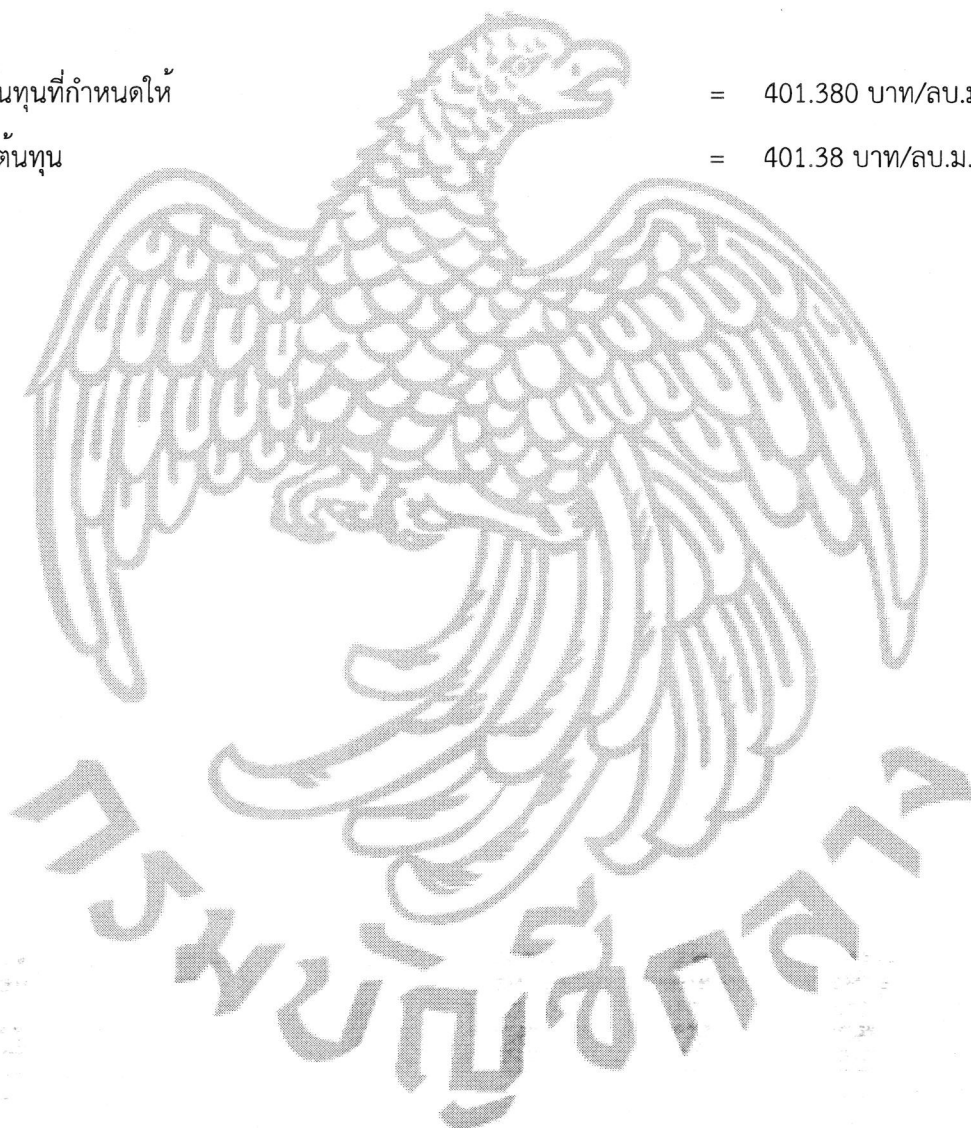 นทุนที่กำหนดให้ = 401.380 บาท/ลบ.ม
ต้นทุน = 401.38 บาท/ลบ.ม.
กรมบัญชีกลาง